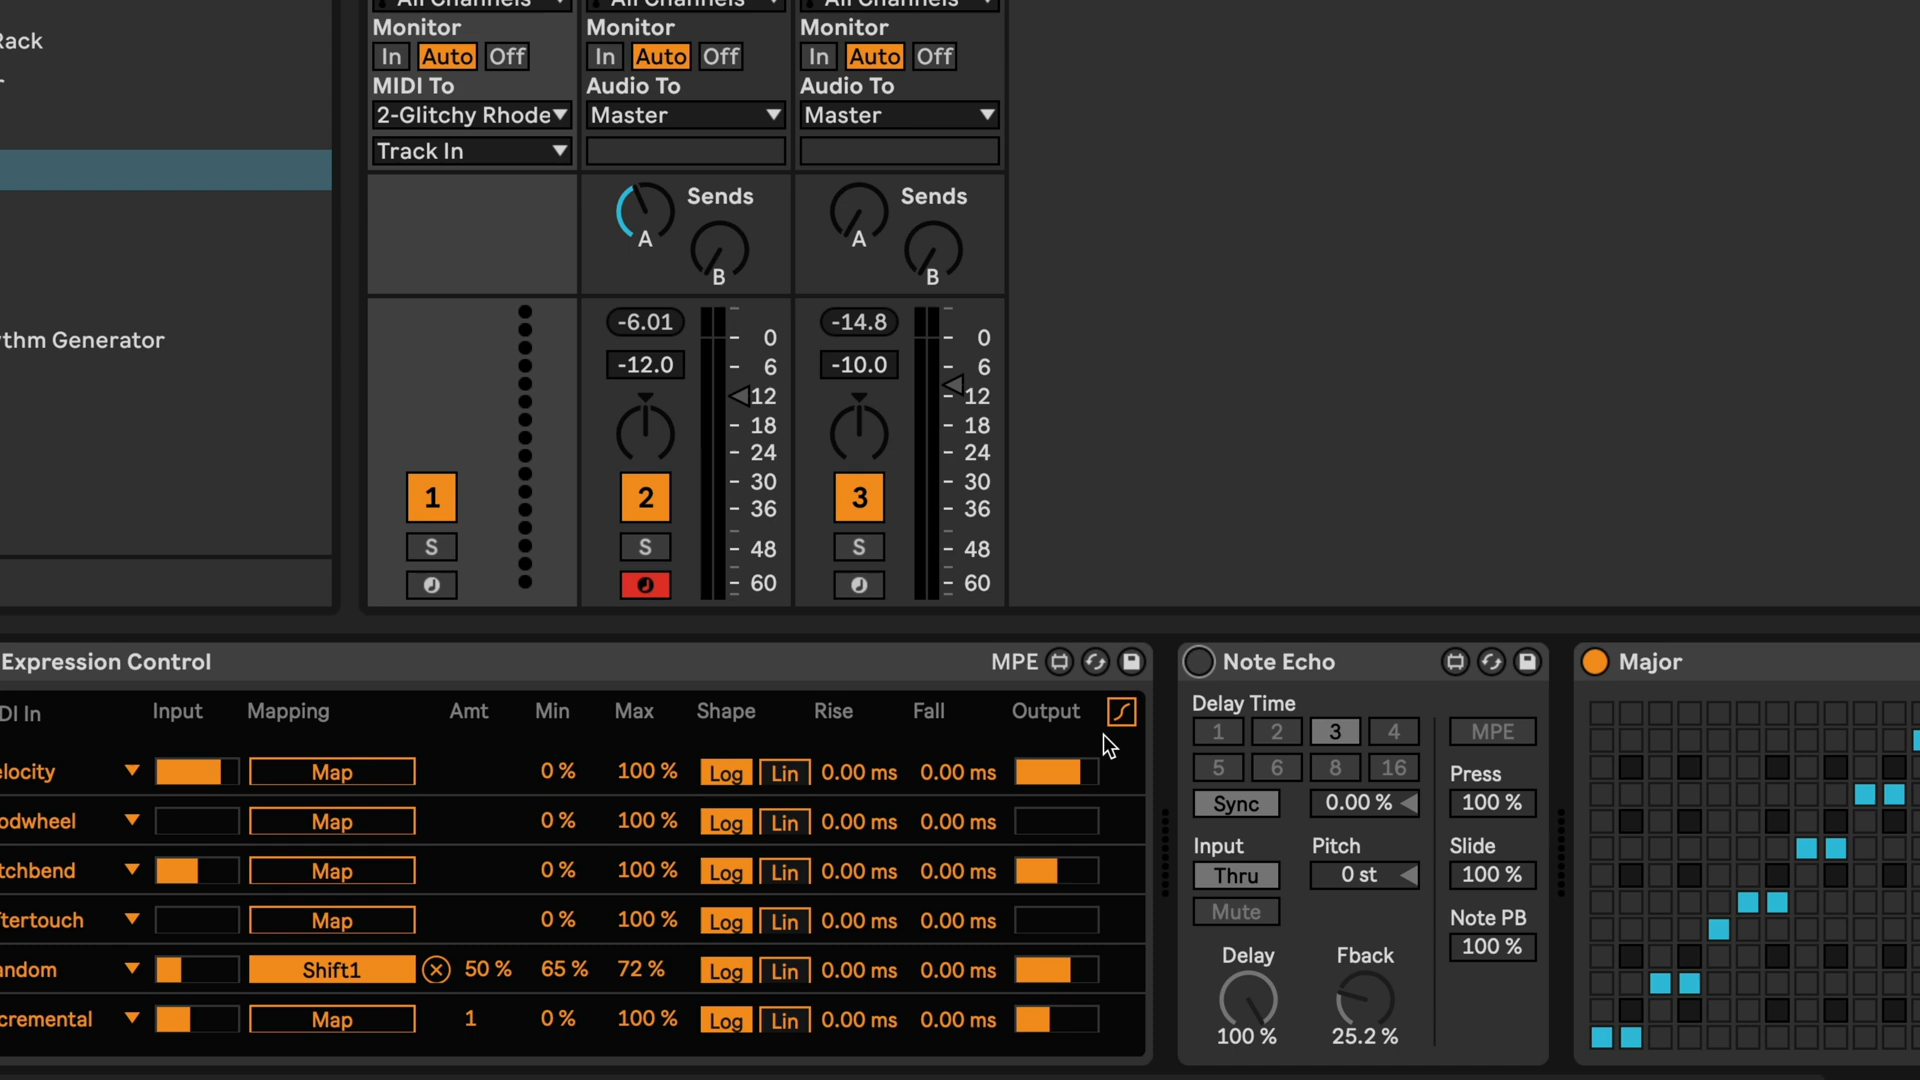 Rack
All Channels All Channels All Channels
Monitor Monitor Monitor
In Auto Off In Auto Off In Auto Off
MIDI To Audio To Audio To
2-Glitchy Rhode Master Master
Track In
Sends Sends
A A
B B
thm Generator
-6.01 -14.8
-12.0 -10.0
0 0
6 6
12 12
18 18
24 24
30 30
36 36
48 48
60 60
1 2 3
S S S
Expression Control MPE
DI In Input Mapping Amt Min Max Shape Rise Fall Output
elocity Map 0 % 100 % Log Lin 0.00 ms 0.00 ms
odwheel Map 0 % 100 % Log Lin 0.00 ms 0.00 ms
tchbend Map 0 % 100 % Log Lin 0.00 ms 0.00 ms
ftertouch Map 0 % 100 % Log Lin 0.00 ms 0.00 ms
andom Shift1 50 % 65 % 72 % Log Lin 0.00 ms 0.00 ms
cremental Map 1 0 % 100 % Log Lin 0.00 ms 0.00 ms
Note Echo
Delay Time
1 2 3 4 MPE
5 6 8 16 Press
Sync 0.00 % 100 %
Input Pitch Slide
Thru 0 st 100 %
Mute Note PB
100 %
Delay Fback
100 % 25.2 %
Major